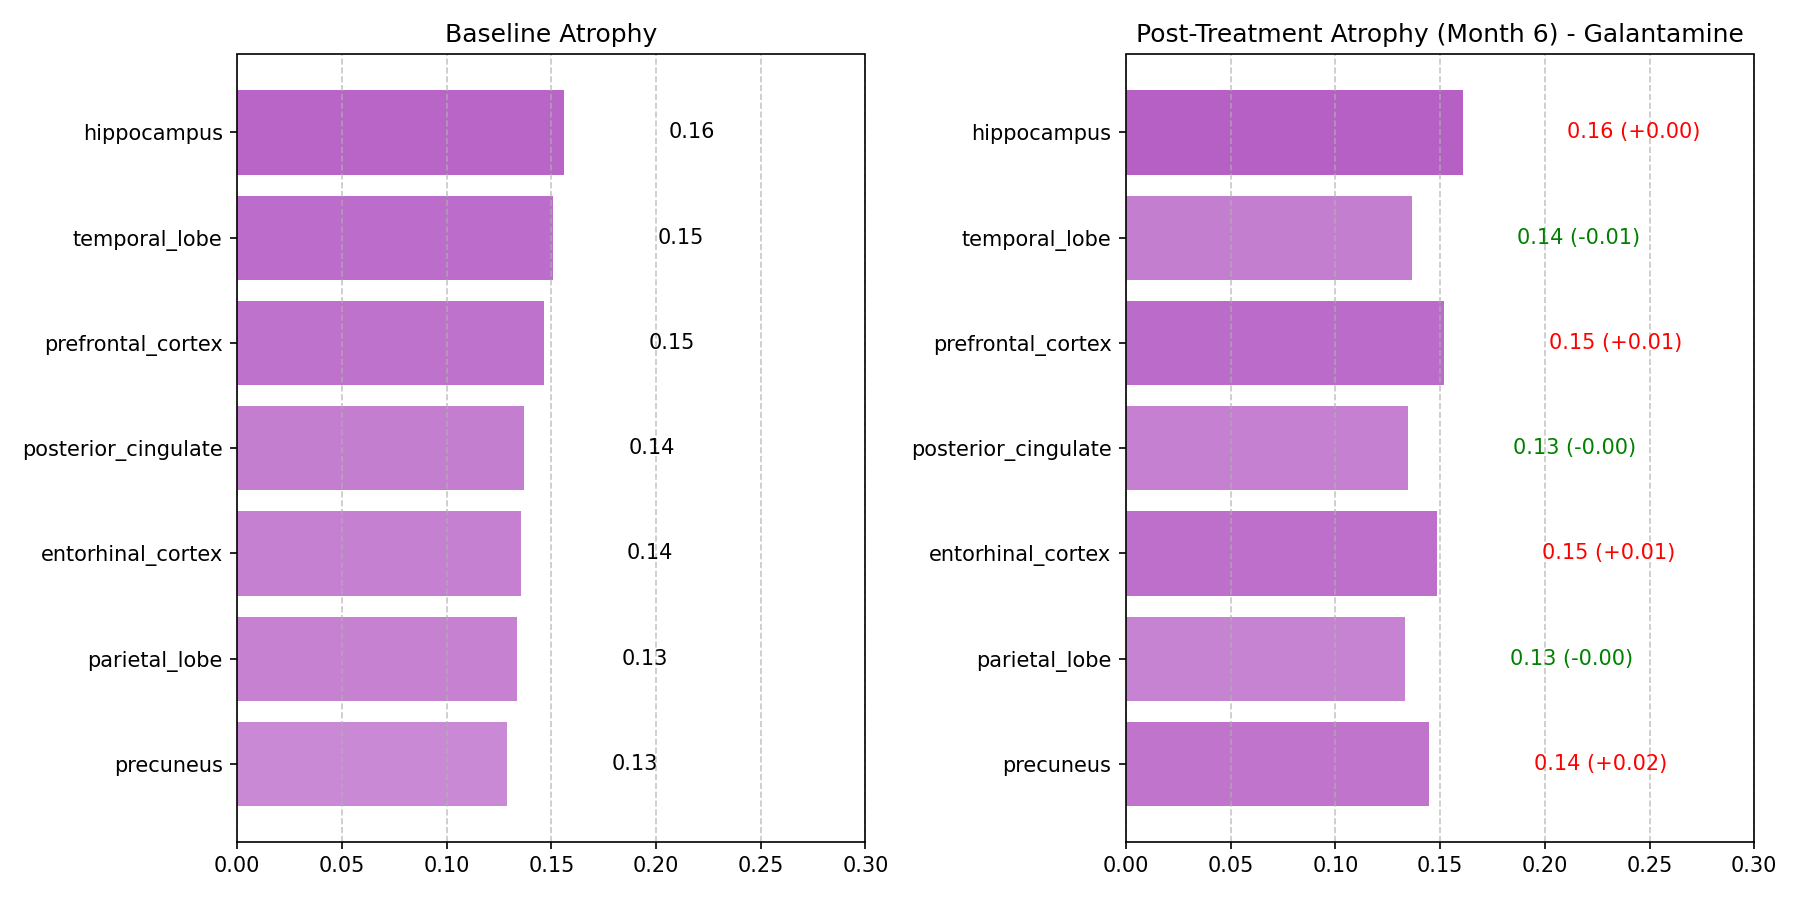 Baseline Atrophy
hippocampus 0.16
temporal_lobe 0.15
prefrontal_cortex 0.15
posterior_cingulate 0.14
entorhinal_cortex 0.14
parietal_lobe 0.13
precuneus 0.13
0.00 0.05 0.10 0.15 0.20 0.25 0.30
Post-Treatment Atrophy (Month 6) - Galantamine
hippocampus 0.16 (+0.00)
temporal_lobe 0.14 (-0.01)
prefrontal_cortex 0.15 (+0.01)
posterior_cingulate 0.13 (-0.00)
entorhinal_cortex 0.15 (+0.01)
parietal_lobe 0.13 (-0.00)
precuneus 0.14 (+0.02)
0.00 0.05 0.10 0.15 0.20 0.25 0.30